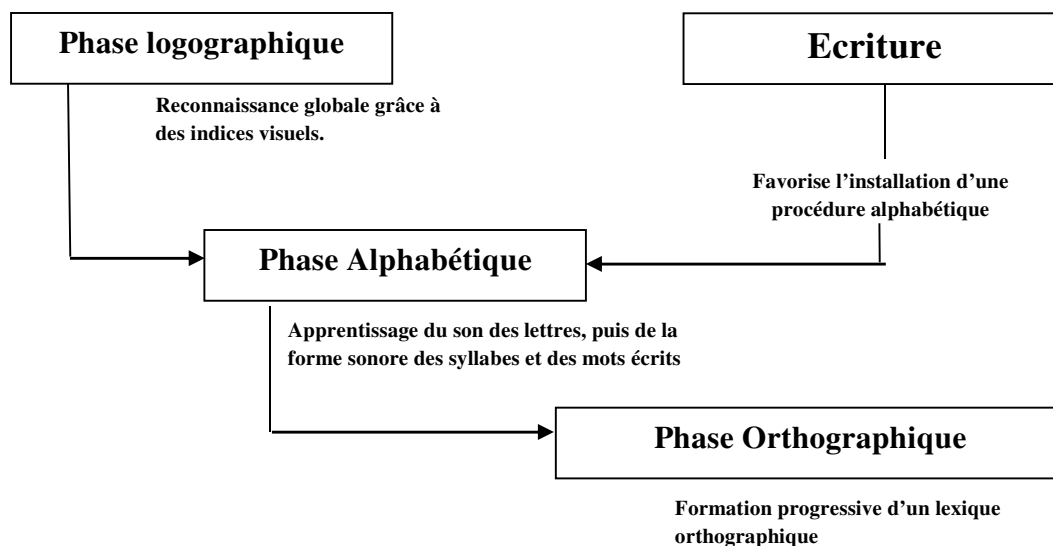 Phase logographique
Ecriture
Reconnaissance globale grâce à
des indices visuels.
Favorise l’installation d’une
procédure alphabétique
Phase Alphabétique
Apprentissage du son des lettres, puis de la
forme sonore des syllabes et des mots écrits
Phase Orthographique
Formation progressive d’un lexique
orthographique